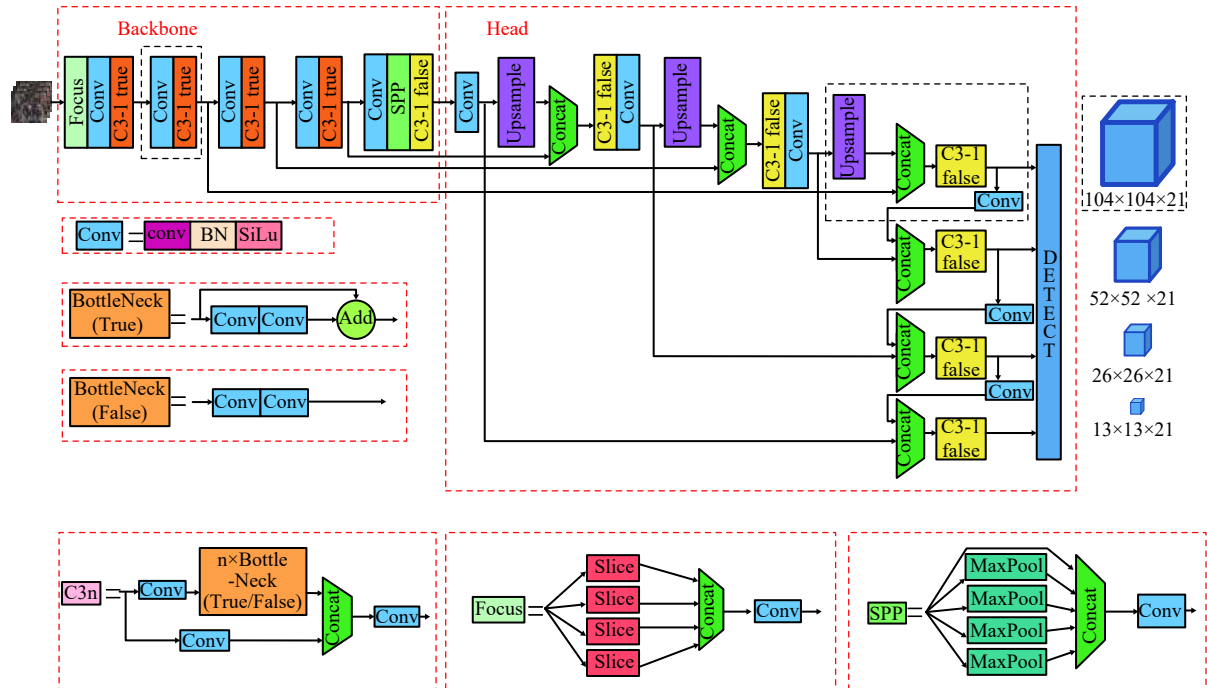 Backbone
Head
Focus
Conv
C3-1 true
Conv
C3-1 true
Conv
C3-1 true
Conv
C3-1 true
Conv
SPP
C3-1 false
Conv
Upsample
Concat
C3-1 false
Conv
Upsample
Concat
C3-1 false
Conv
Upsample
Concat
C3-1
false
Conv
Concat
C3-1
false
Conv
Concat
C3-1
false
Conv
Concat
C3-1
false
DETECT
104×104×21
52×52 ×21
26×26×21
13×13×21
Conv
=
conv
BN
SiLu
BottleNeck
(True)
=
Conv
Conv
Add
BottleNeck
(False)
=
Conv
Conv
C3n
=
Conv
n×Bottle
-Neck
(True/False)
Conv
Concat
Conv
Focus
=
Slice
Slice
Slice
Slice
Concat
Conv
SPP
=
MaxPool
MaxPool
MaxPool
MaxPool
Concat
Conv